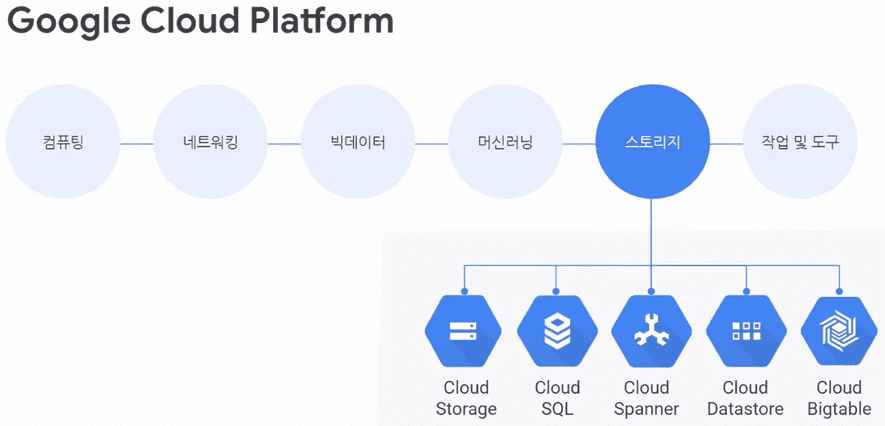 Google Cloud Platform
컴퓨팅
네트워킹
빅데이터
머신러닝
스토리지
작업 및 도구
Cloud
Storage
Cloud
SQL
Cloud
Spanner
Cloud
Datastore
Cloud
Bigtable